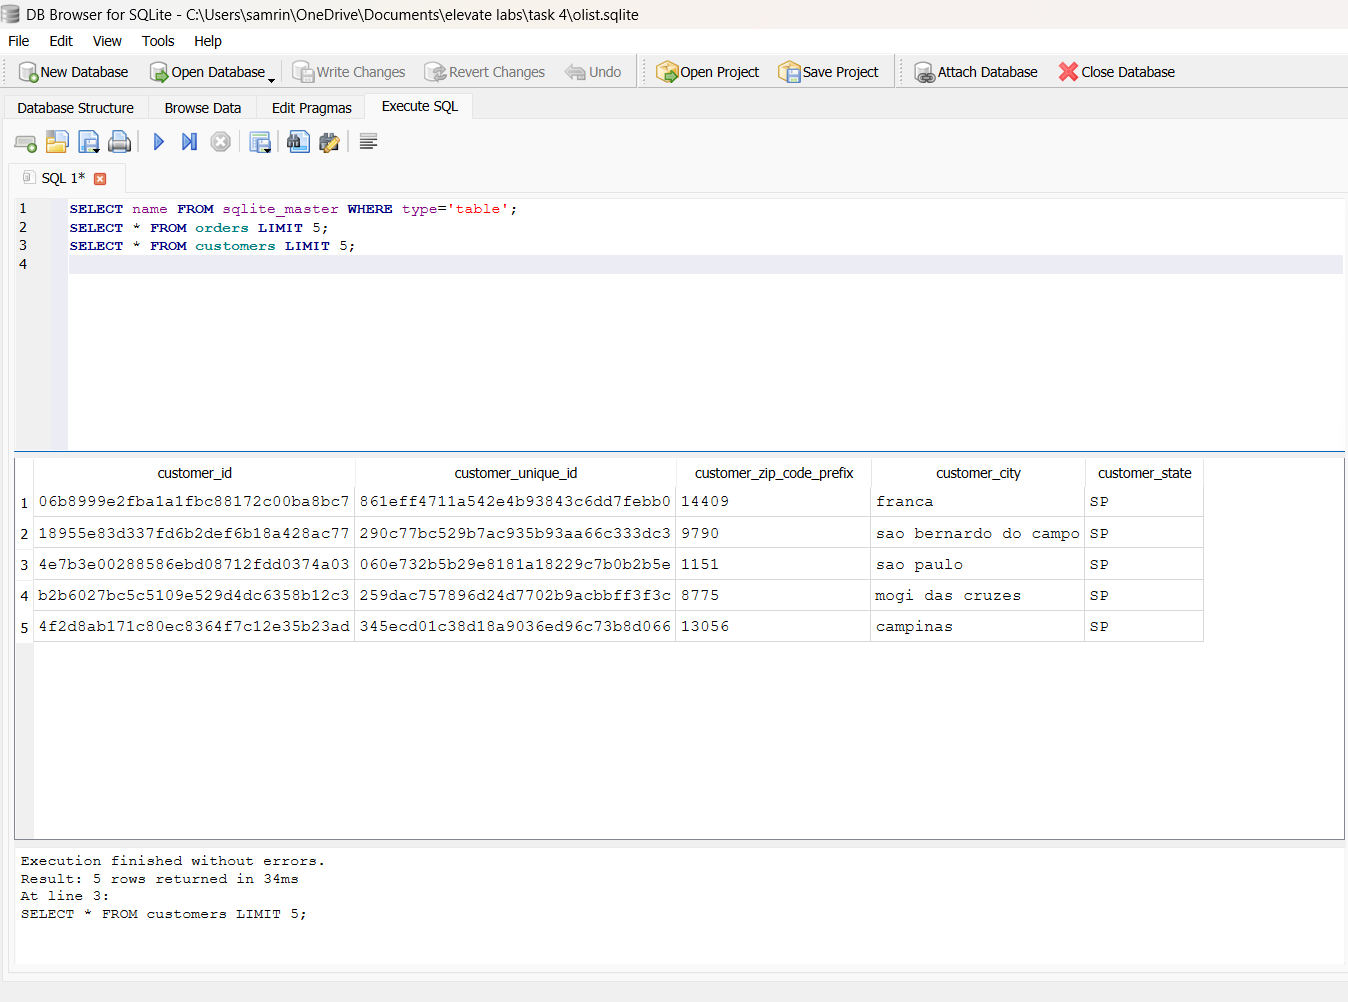 DB Browser for SQLite - C:\Users\samrin\OneDrive\Documents\elevate labs\task 4\olist.sqlite
File Edit View Tools Help
New Database Open Database Write Changes Revert Changes Undo Open Project Save Project Attach Database Close Database
Database Structure Browse Data Edit Pragmas Execute SQL
SQL 1*
1 SELECT name FROM sqlite_master WHERE type='table';
2 SELECT * FROM orders LIMIT 5;
3 SELECT * FROM customers LIMIT 5;
4
customer_id customer_unique_id customer_zip_code_prefix customer_city customer_state
1 06b8999e2fba1a1fbc88172c00ba8bc7 861eff4711a542e4b93843c6dd7febb0 14409 franca SP
2 18955e83d337fd6b2def6b18a428ac77 290c77bc529b7ac935b93aa66c333dc3 9790 sao bernardo do campo SP
3 4e7b3e00288586ebd08712fdd0374a03 060e732b5b29e8181a18229c7b0b2b5e 1151 sao paulo SP
4 b2b6027bc5c5109e529d4dc6358b12c3 259dac757896d24d7702b9acbbff3f3c 8775 mogi das cruzes SP
5 4f2d8ab171c80ec8364f7c12e35b23ad 345ecd01c38d18a9036ed96c73b8d066 13056 campinas SP
Execution finished without errors.
Result: 5 rows returned in 34ms
At line 3:
SELECT * FROM customers LIMIT 5;